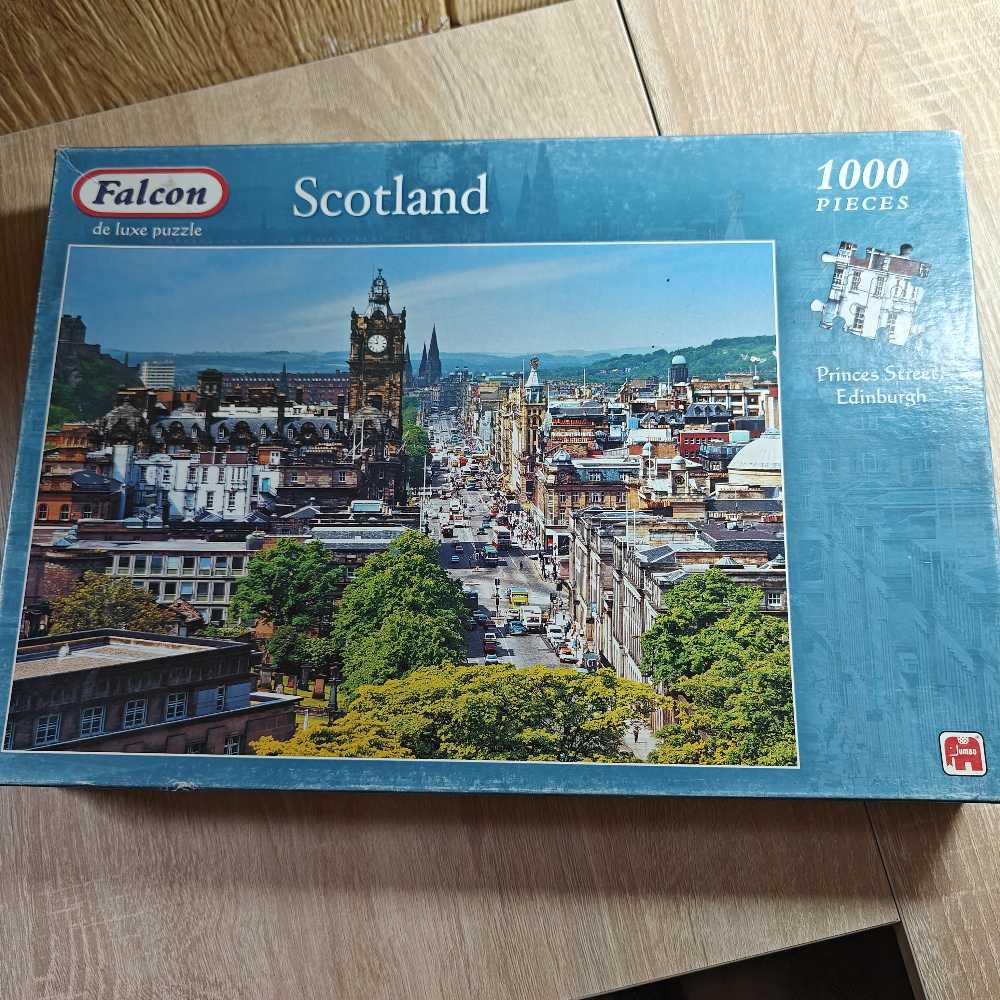 Falcon
de luxe puzzle
Scotland
1000
PIECES
Princes Street,
Edinburgh
Jumbo